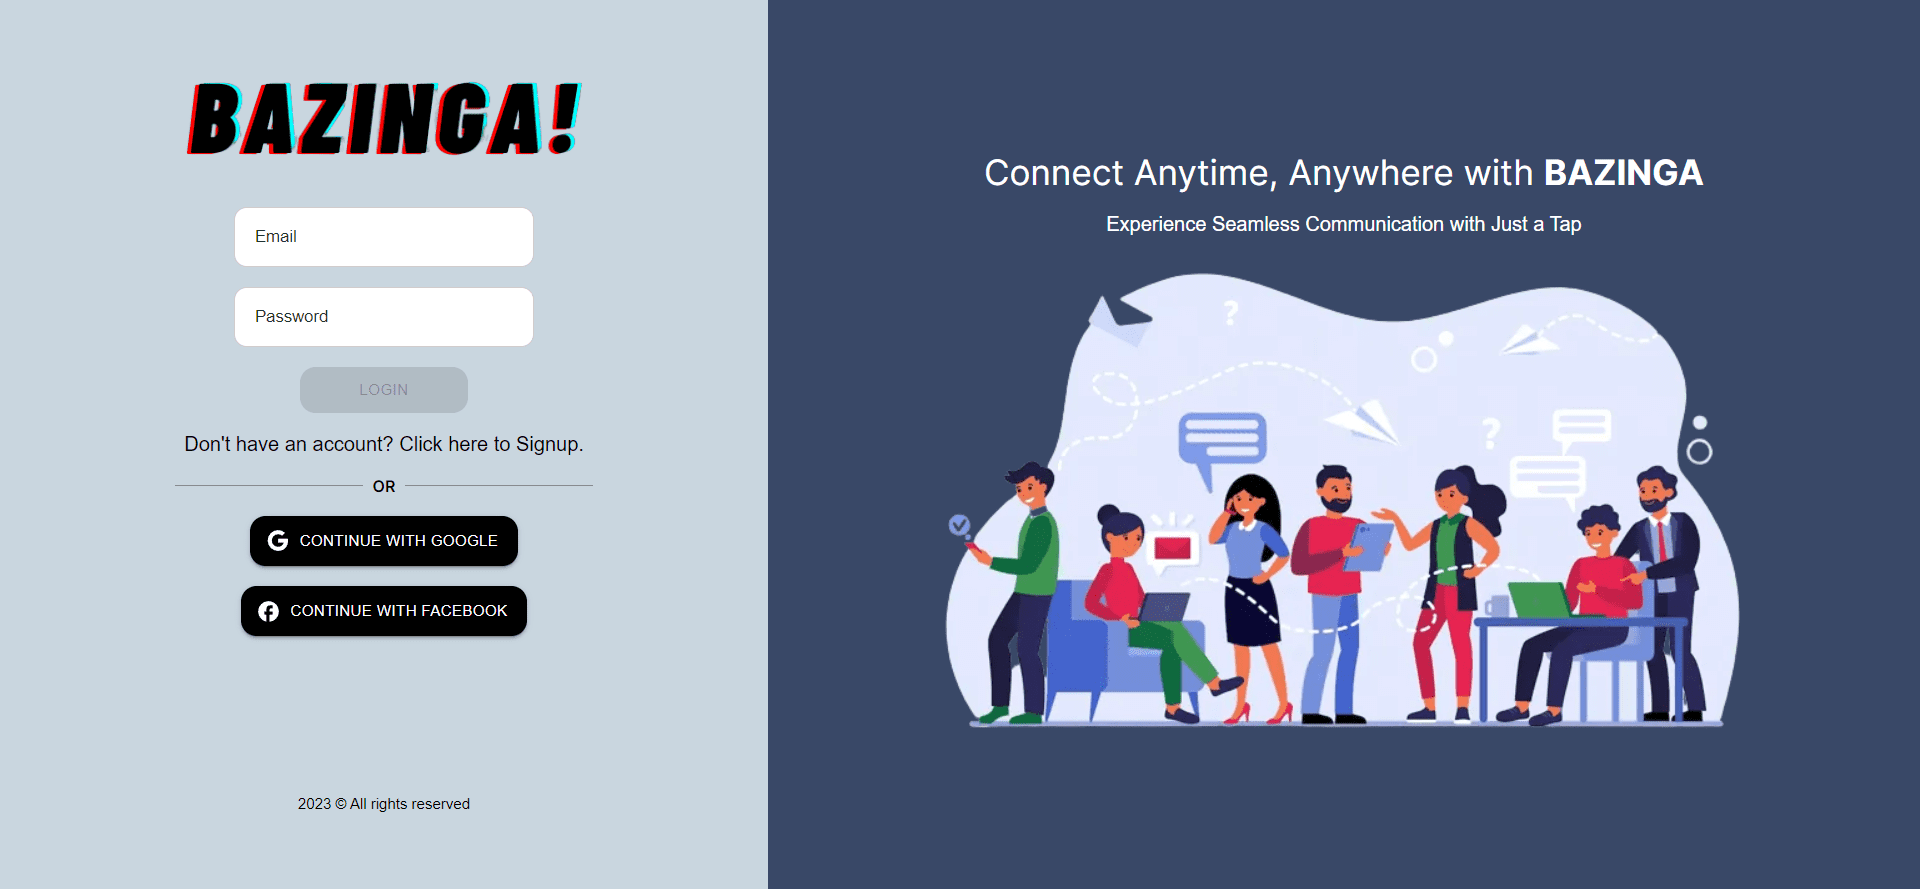 BAZINGA!
Email
Password
LOGIN
Don't have an account? Click here to Signup.
OR
CONTINUE WITH GOOGLE
CONTINUE WITH FACEBOOK
2023 © All rights reserved
Connect Anytime, Anywhere with BAZINGA
Experience Seamless Communication with Just a Tap
?
?